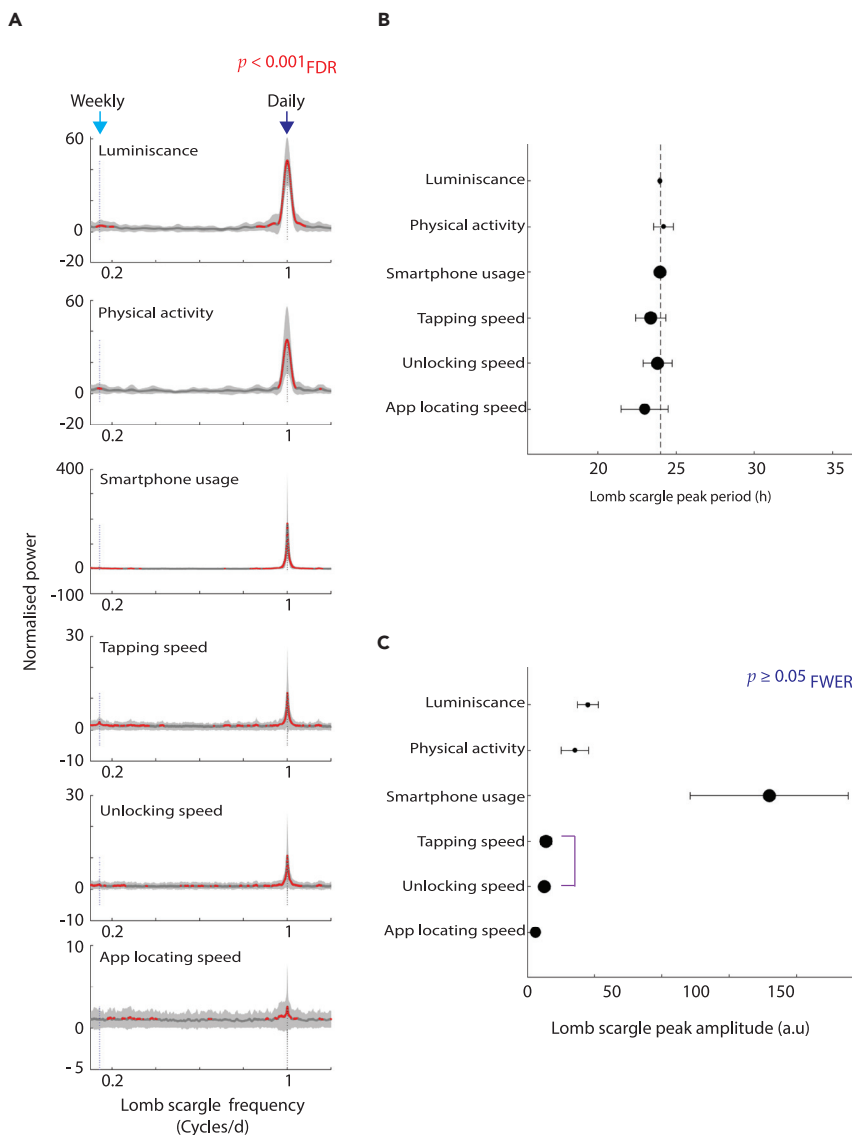 A
p < 0.001 FDR
Weekly
Daily
Luminiscance
60
0
-20
0.2
1
Physical activity
60
0
-20
0.2
1
Smartphone usage
400
0
-100
0.2
1
Tapping speed
30
0
-10
0.2
1
Unlocking speed
30
0
-10
0.2
1
App locating speed
10
0
-5
0.2
1
Normalised power
Lomb scargle frequency
(Cycles/d)
B
Luminiscance
Physical activity
Smartphone usage
Tapping speed
Unlocking speed
App locating speed
20
25
30
35
Lomb scargle peak period (h)
C
p ≥ 0.05 FWER
Luminiscance
Physical activity
Smartphone usage
Tapping speed
Unlocking speed
App locating speed
0
50
100
150
Lomb scargle peak amplitude (a.u)